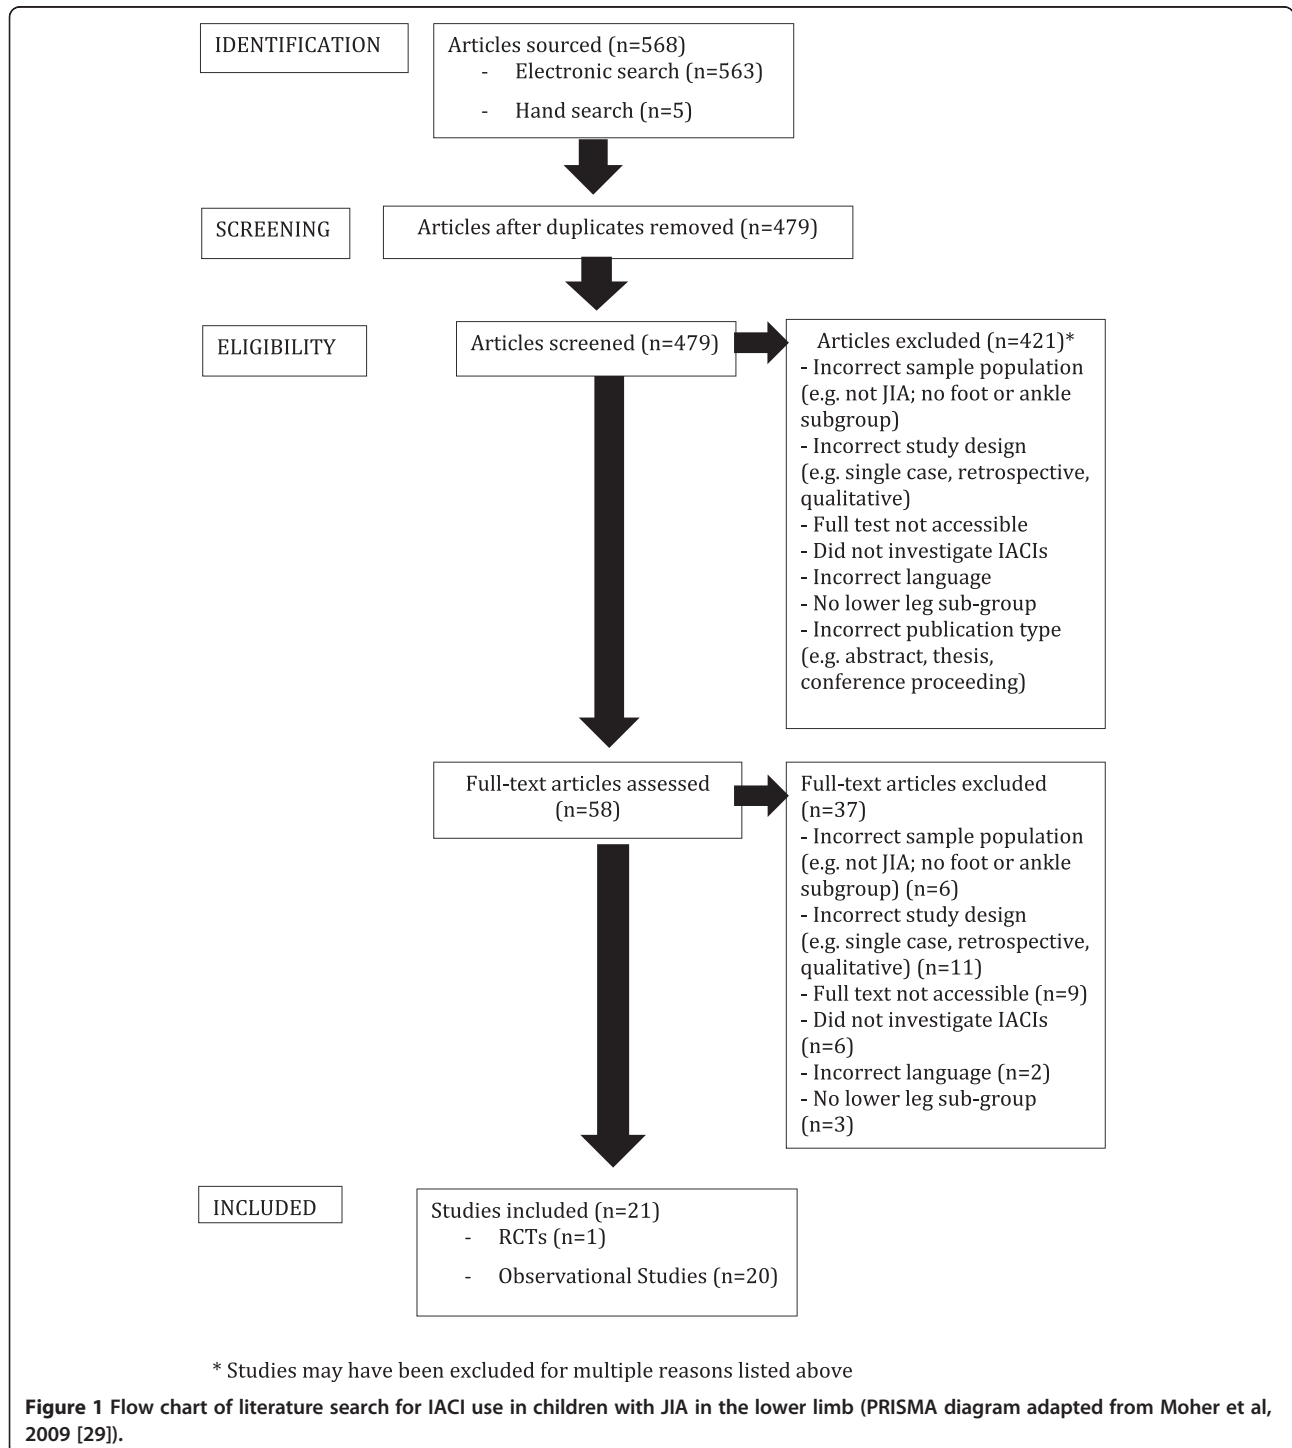 IDENTIFICATION
Articles sourced (n=568)
- Electronic search (n=563)
- Hand search (n=5)
SCREENING
Articles after duplicates removed (n=479)
ELIGIBILITY
Articles screened (n=479)
Articles excluded (n=421)*
- Incorrect sample population
(e.g. not JIA; no foot or ankle
subgroup)
- Incorrect study design
(e.g. single case, retrospective,
qualitative)
- Full test not accessible
- Did not investigate IACIs
- Incorrect language
- No lower leg sub-group
- Incorrect publication type
(e.g. abstract, thesis,
conference proceeding)
Full-text articles assessed
(n=58)
Full-text articles excluded
(n=37)
- Incorrect sample population
(e.g. not JIA; no foot or ankle
subgroup) (n=6)
- Incorrect study design
(e.g. single case, retrospective,
qualitative) (n=11)
- Full text not accessible (n=9)
- Did not investigate IACIs
(n=6)
- Incorrect language (n=2)
- No lower leg sub-group
(n=3)
INCLUDED
Studies included (n=21)
- RCTs (n=1)
- Observational Studies (n=20)
* Studies may have been excluded for multiple reasons listed above
Figure 1 Flow chart of literature search for IACI use in children with JIA in the lower limb (PRISMA diagram adapted from Moher et al,
2009 [29]).